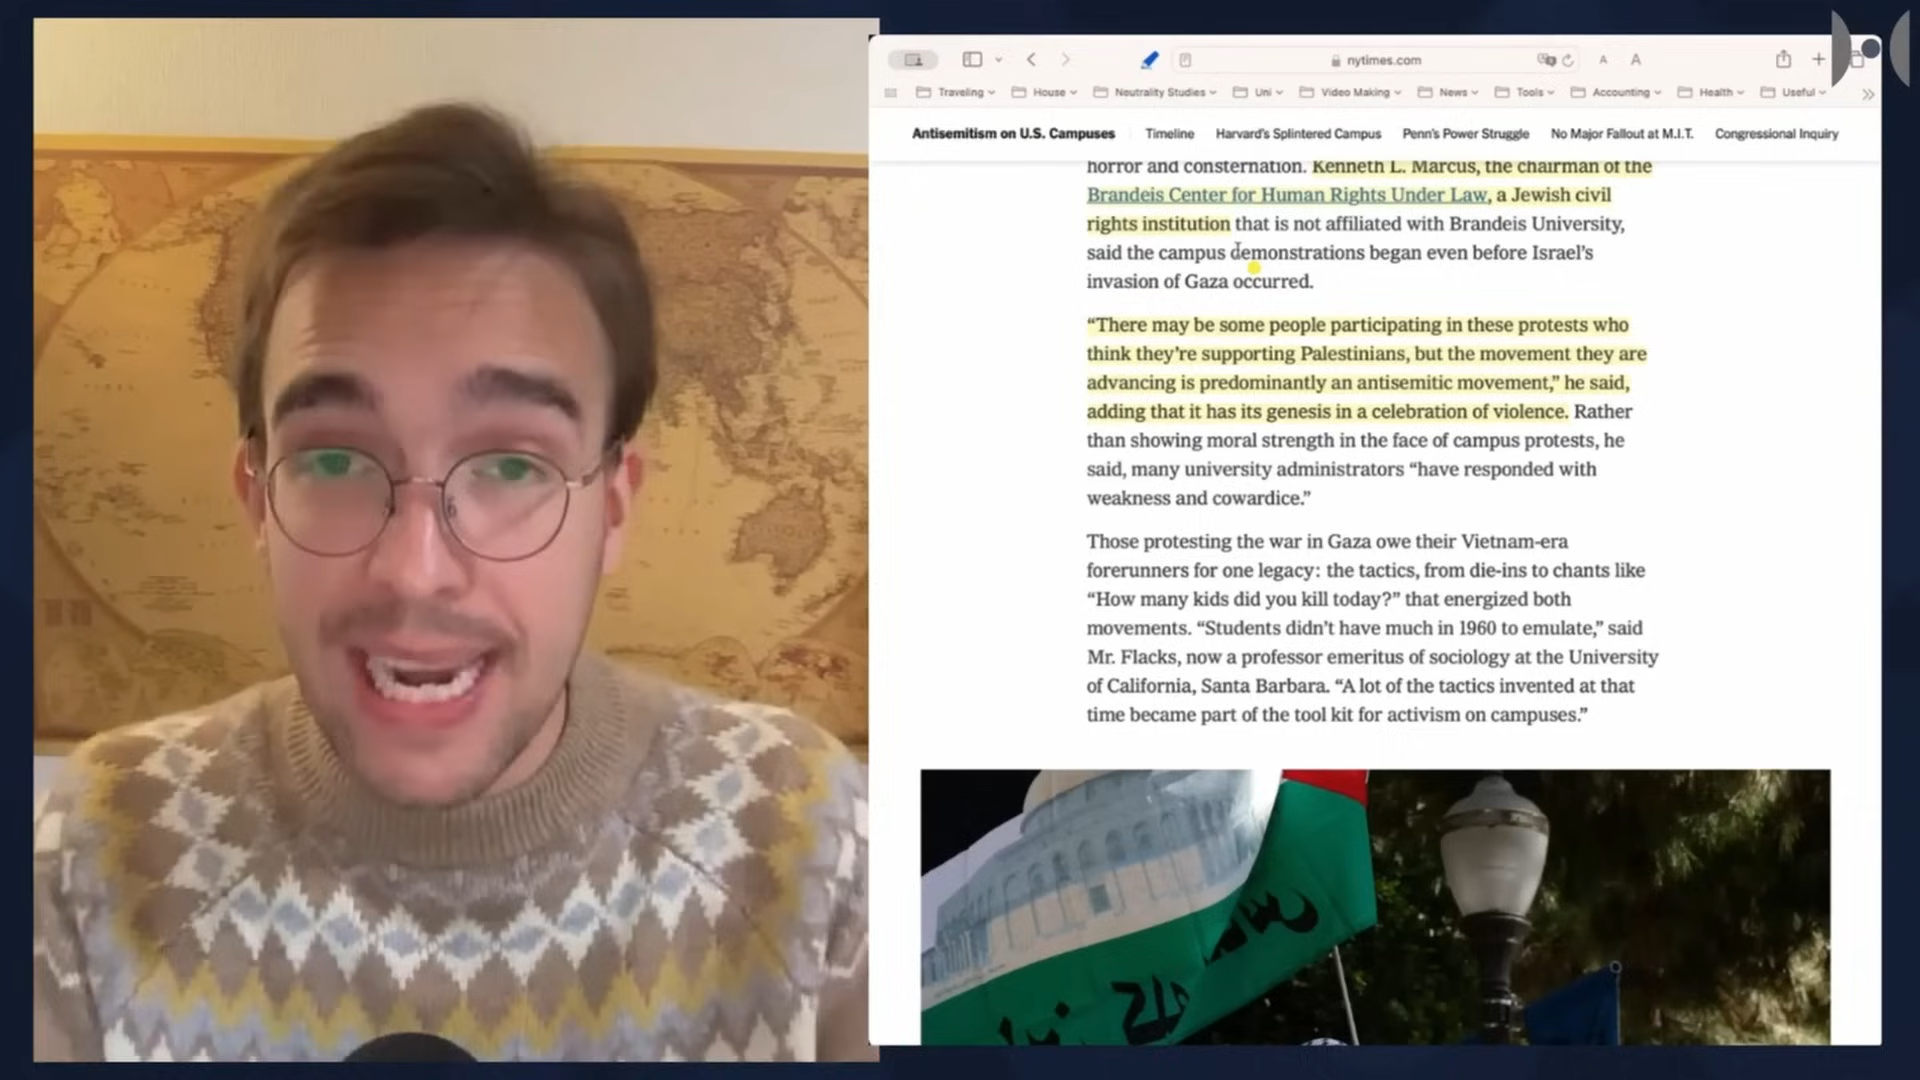 nytimes.com
A
A
Traveling
House
Neutrality Studies
Uni
Video Making
News
Tools
Accounting
Health
Useful
Antisemitism on U.S. Campuses
Timeline
Harvard's Splintered Campus
Penn's Power Struggle
No Major Fallout at M.I.T.
Congressional Inquiry
horror and consternation. Kenneth L. Marcus, the chairman of the
Brandeis Center for Human Rights Under Law, a Jewish civil
rights institution that is not affiliated with Brandeis University,
said the campus demonstrations began even before Israel's
invasion of Gaza occurred.
“There may be some people participating in these protests who
think they're supporting Palestinians, but the movement they are
advancing is predominantly an antisemitic movement,” he said,
adding that it has its genesis in a celebration of violence. Rather
than showing moral strength in the face of campus protests, he
said, many university administrators “have responded with
weakness and cowardice.”
Those protesting the war in Gaza owe their Vietnam-era
forerunners for one legacy: the tactics, from die-ins to chants like
“How many kids did you kill today?” that energized both
movements. “Students didn't have much in 1960 to emulate,” said
Mr. Flacks, now a professor emeritus of sociology at the University
of California, Santa Barbara. “A lot of the tactics invented at that
time became part of the tool kit for activism on campuses.”